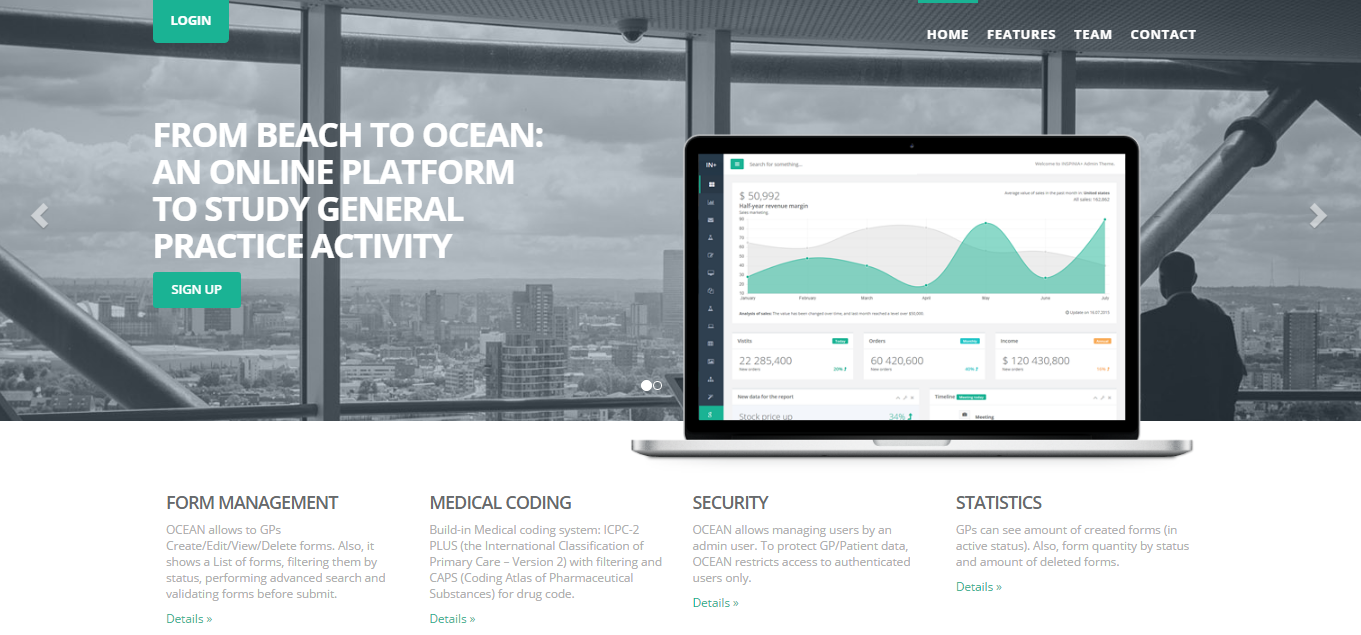 LOGIN
HOME FEATURES TEAM CONTACT
FROM BEACH TO OCEAN:
AN ONLINE PLATFORM
TO STUDY GENERAL
PRACTICE ACTIVITY
SIGN UP
IN+
Search for something...
Welcome to INSPINIA+ Admin Theme.
$ 50,992
Half-year revenue margin
Sales marketing.
Average value of sales in the past month in: United states
All sales: 162,862
January February March April May June July
Analysis of sales: The value has been changed over time, and last month reached a level over $50,000.
Update on 16.07.2015
Visits Today Orders Monthly Income Annual
22 285,400 60 420,600 $ 120 430,800
New orders 20% New orders 40% New orders
New data for the report Timeline Meeting today
Stock price up 34% Meeting
FORM MANAGEMENT
OCEAN allows to GPs
Create/Edit/View/Delete forms. Also, it
shows a List of forms, filtering them by
status, performing advanced search and
validating forms before submit.
Details »
MEDICAL CODING
Build-in Medical coding system: ICPC-2
PLUS (the International Classification of
Primary Care – Version 2) with filtering and
CAPS (Coding Atlas of Pharmaceutical
Substances) for drug code.
Details »
SECURITY
OCEAN allows managing users by an
admin user. To protect GP/Patient data,
OCEAN restricts access to authenticated
users only.
Details »
STATISTICS
GPs can see amount of created forms (in
active status). Also, form quantity by status
and amount of deleted forms.
Details »